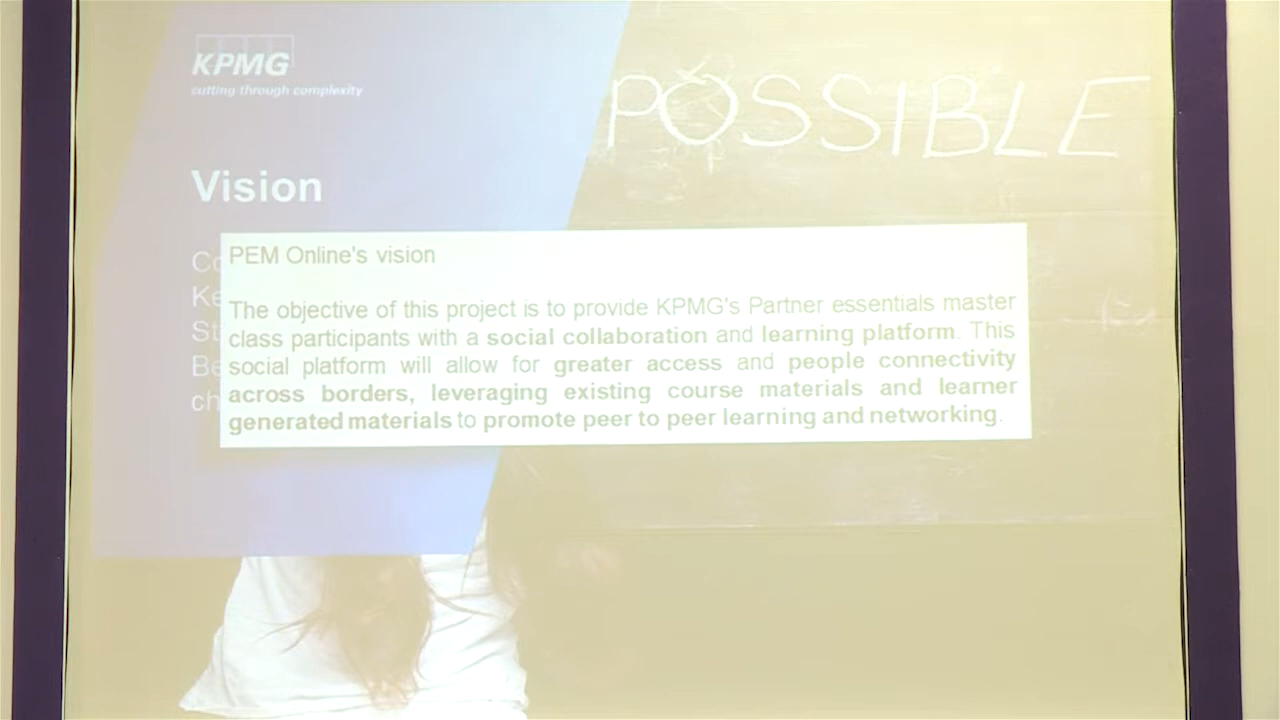 KPMG
cutting through complexity
POSSIBLE
Vision
PEM Online's vision
The objective of this project is to provide KPMG's Partner essentials master
class participants with a social collaboration and learning platform. This
social platform will allow for greater access and people connectivity
across borders, leveraging existing course materials and learner
generated materials to promote peer to peer learning and networking.